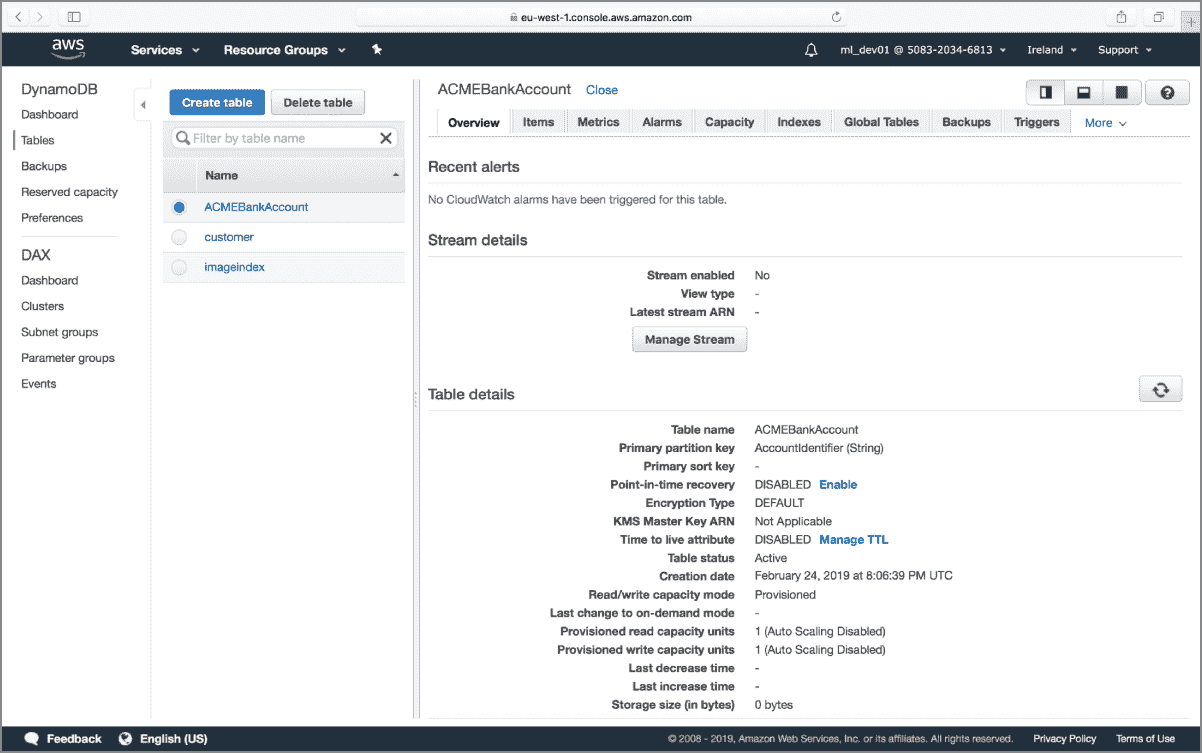 eu-west-1.console.aws.amazon.com
aws Services Resource Groups ml_dev01 @ 5083-2034-6813 Ireland Support
DynamoDB
Dashboard
Tables
Backups
Reserved capacity
Preferences
DAX
Dashboard
Clusters
Subnet groups
Parameter groups
Events
Create table Delete table
Filter by table name
Name
ACMEBankAccount
customer
imageindex
ACMEBankAccount Close
Overview Items Metrics Alarms Capacity Indexes Global Tables Backups Triggers More
Recent alerts
No CloudWatch alarms have been triggered for this table.
Stream details
Stream enabled No
View type -
Latest stream ARN -
Manage Stream
Table details
Table name ACMEBankAccount
Primary partition key AccountIdentifier (String)
Primary sort key -
Point-in-time recovery DISABLED Enable
Encryption Type DEFAULT
KMS Master Key ARN Not Applicable
Time to live attribute DISABLED Manage TTL
Table status Active
Creation date February 24, 2019 at 8:06:39 PM UTC
Read/write capacity mode Provisioned
Last change to on-demand mode -
Provisioned read capacity units 1 (Auto Scaling Disabled)
Provisioned write capacity units 1 (Auto Scaling Disabled)
Last decrease time -
Last increase time -
Storage size (in bytes) 0 bytes
Feedback English (US) © 2008 - 2019, Amazon Web Services, Inc. or its affiliates. All rights reserved. Privacy Policy Terms of Use